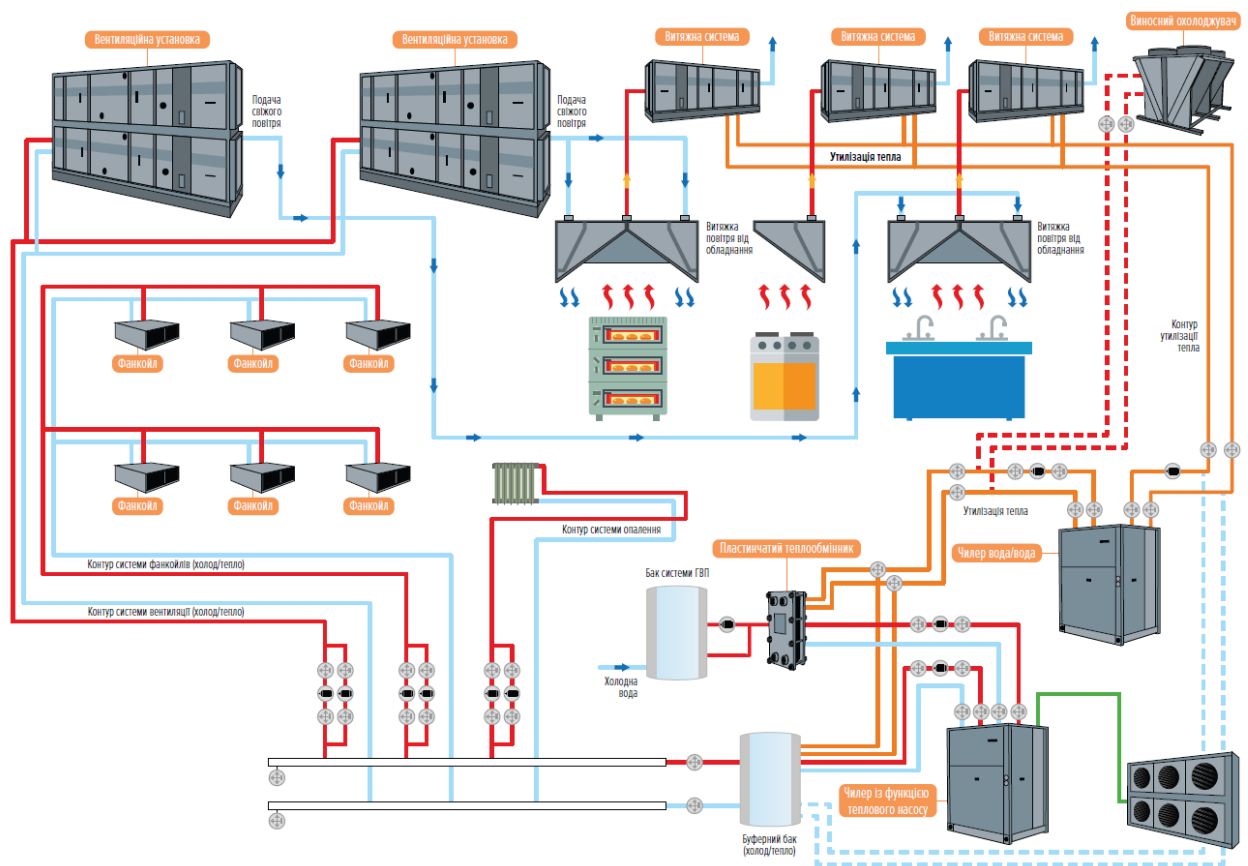 Вентиляційна установка
Вентиляційна установка
Витяжна система
Витяжна система
Витяжна система
Виносний охолоджувач
Подача
свіжого
повітря
Подача
свіжого
повітря
Утилізація тепла
Витяжка
повітря від
обладнання
Витяжка
повітря від
обладнання
Контур
утилізації
тепла
Фанкойл
Фанкойл
Фанкойл
Фанкойл
Фанкойл
Фанкойл
Контур системи опалення
Утилізація тепла
Контур системи фанкойлів (холод/тепло)
Контур системи вентиляції (холод/тепло)
Пластинчатий теплообмінник
Чилер вода/вода
Бак системи ГВП
Холодна
вода
Чилер із функцією
теплового насосу
Буферний бак
(холод/тепло)